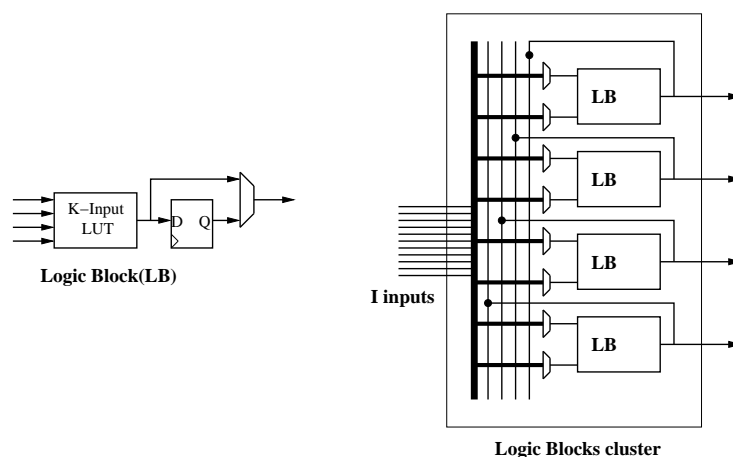 K−Input
LUT
D
Q
Logic Block(LB)
I inputs
LB
LB
LB
LB
Logic Blocks cluster